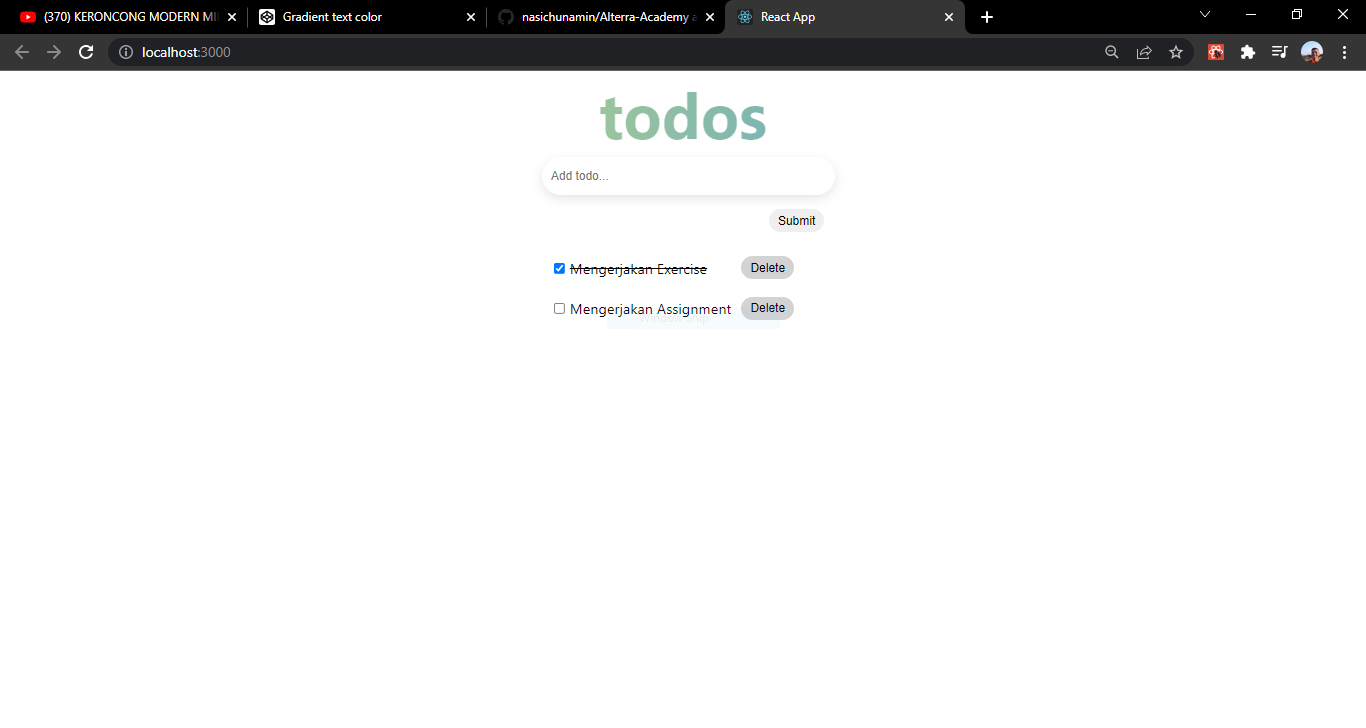 (370) KERONCONG MODERN MI
Gradient text color
nasichunamin/Alterra-Academy a
React App
localhost:3000
todos
Add todo...
Submit
Mengerjakan Exercise
Delete
Mengerjakan Assignment
Delete